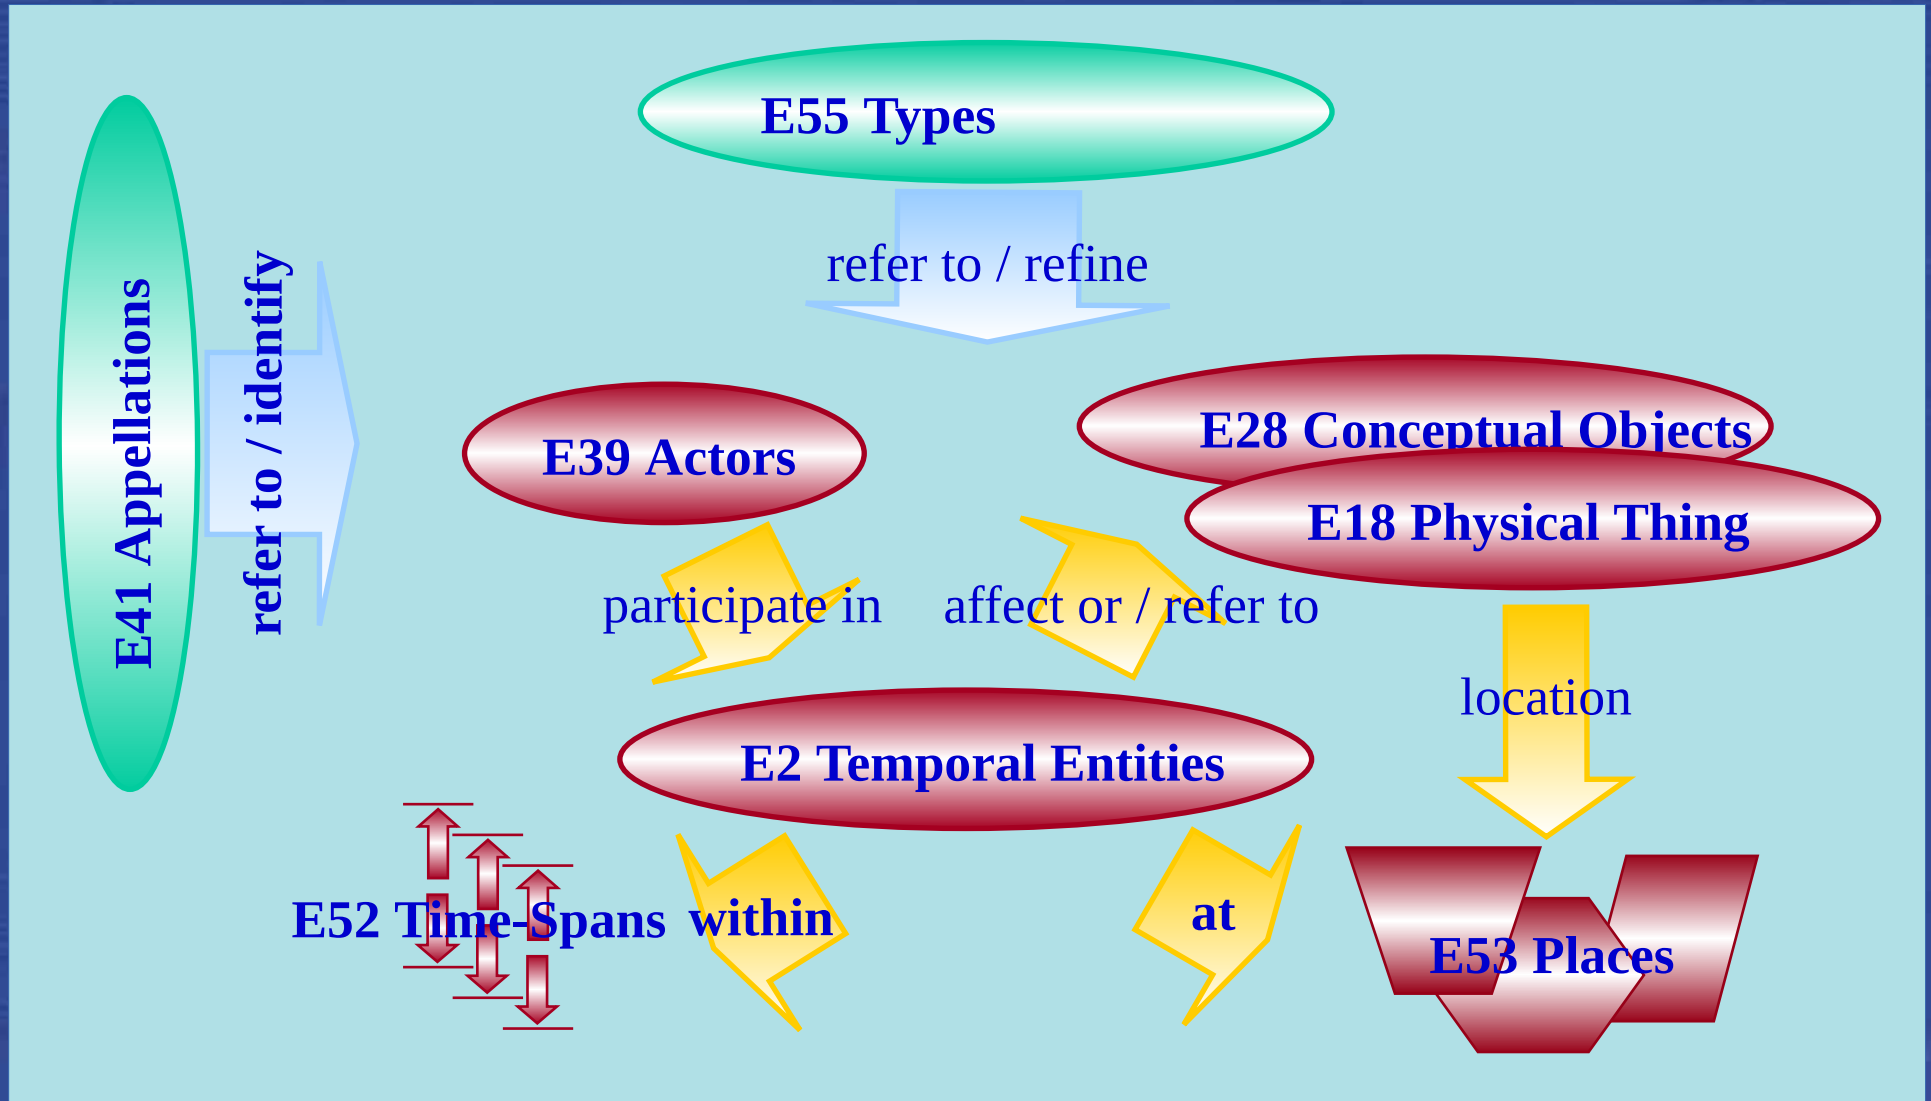 E55 Types
refer to / refine
E41 Appellations
refer to / identify
E39 Actors
E28 Conceptual Objects
E18 Physical Thing
participate in
affect or / refer to
location
E2 Temporal Entities
E52 Time-Spans
within
at
E53 Places